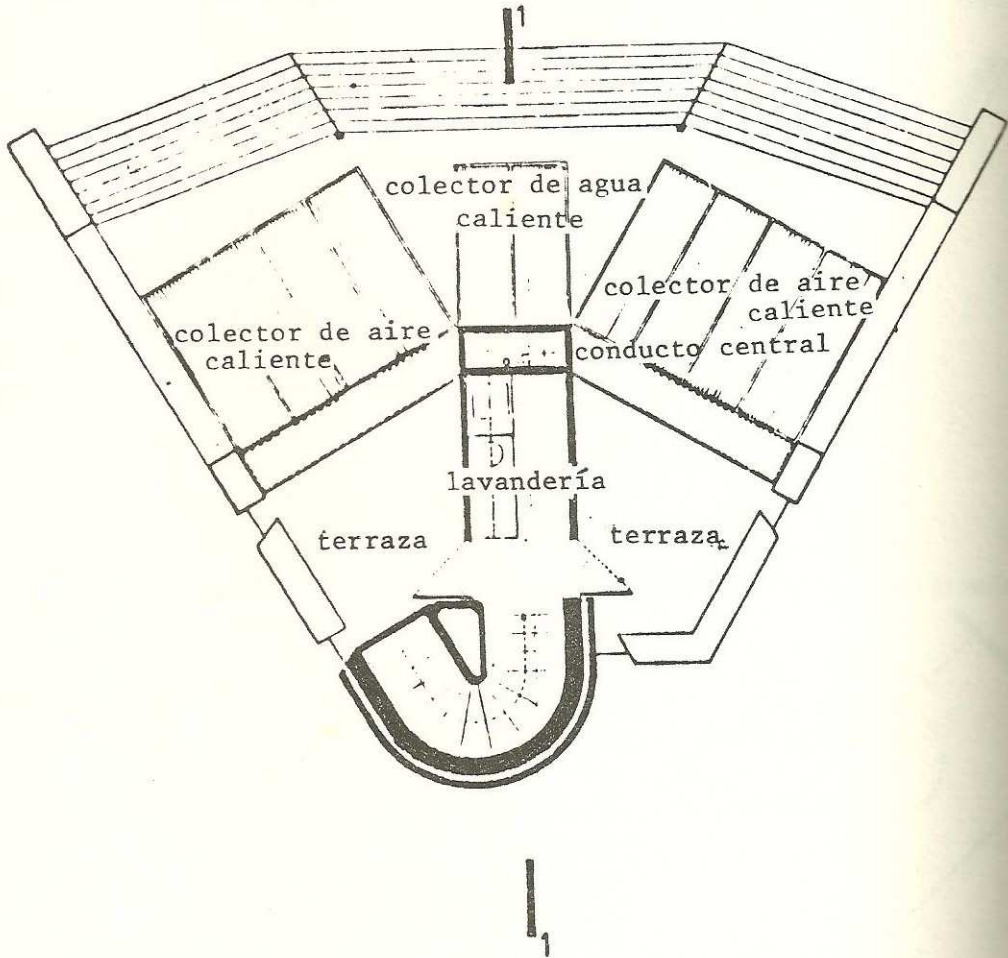 1
colector de agua
caliente
colector de aire
caliente
colector de aire
caliente
conducto central
lavandería
terraza
terraza
1